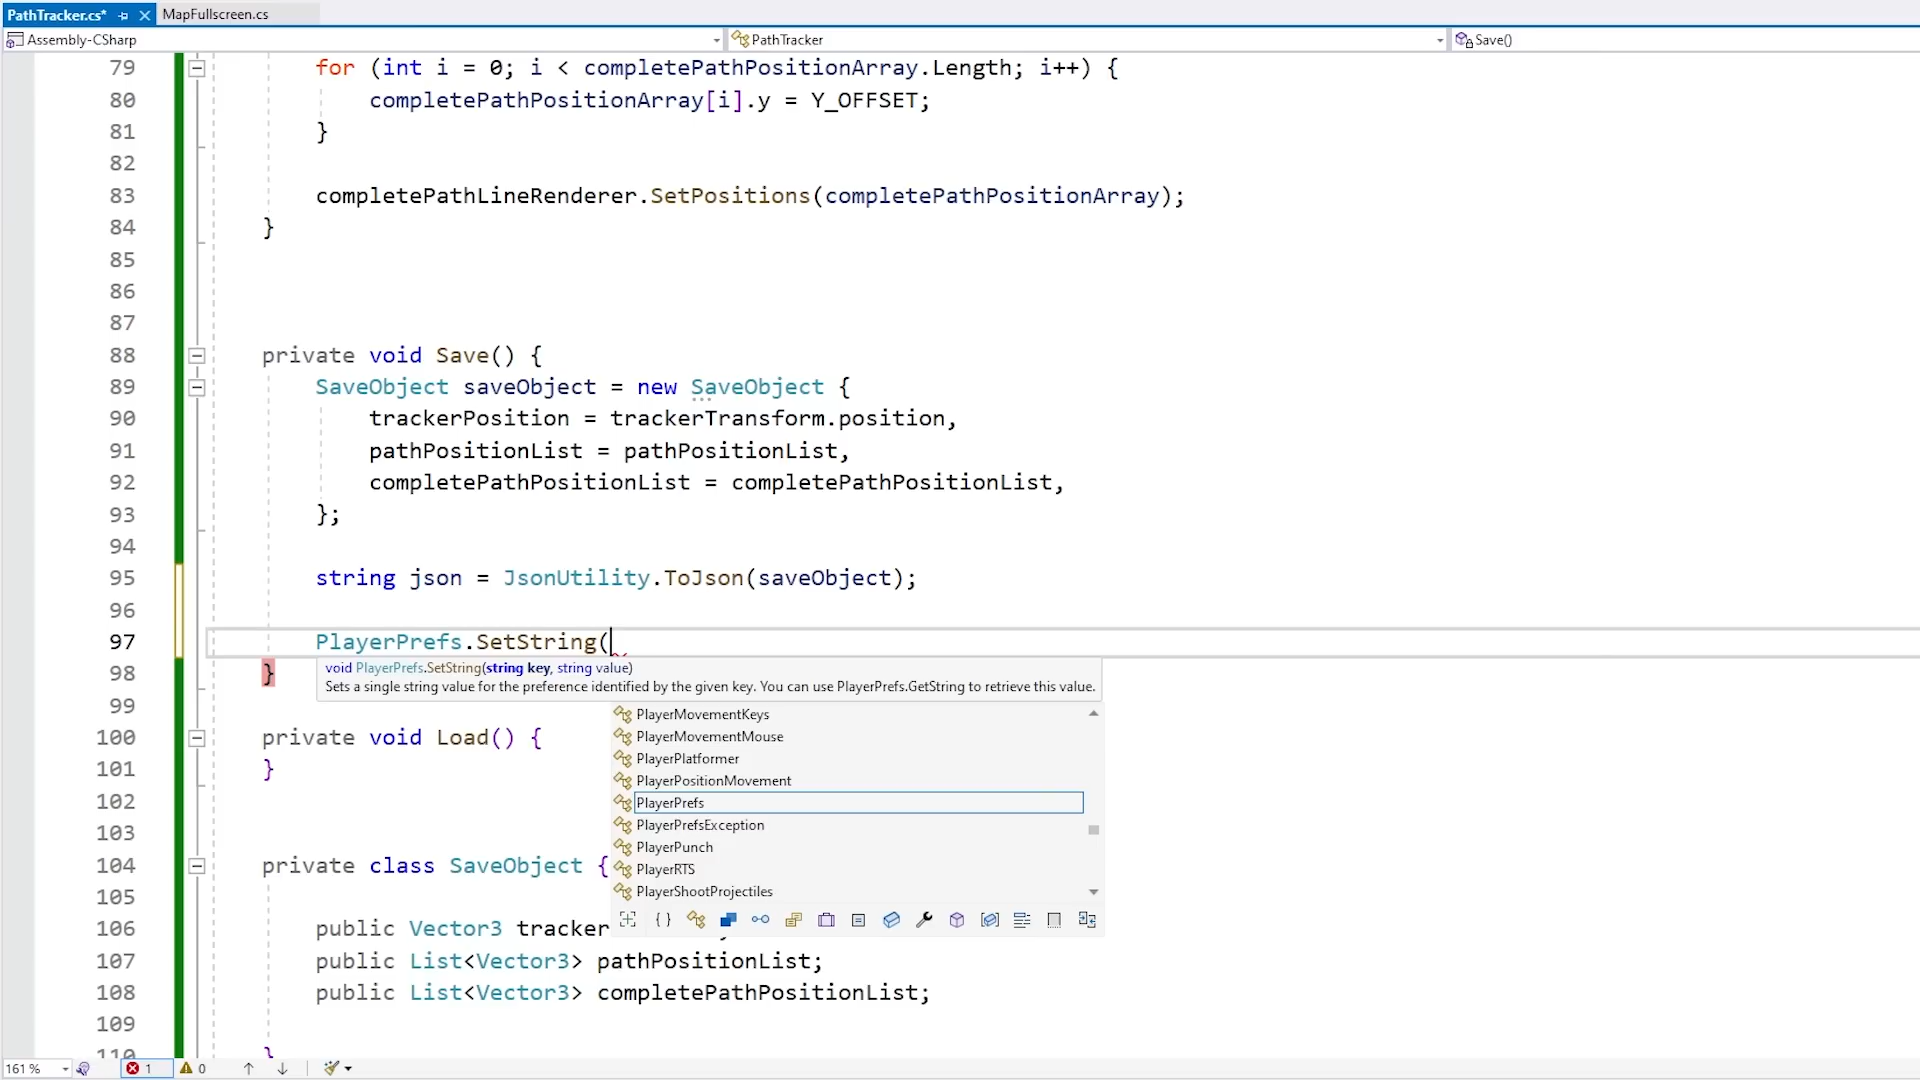 PathTracker.cs* MapFullscreen.cs
Assembly-CSharp PathTracker Save()
79 for (int i = 0; i < completePathPositionArray.Length; i++) {
80 completePathPositionArray[i].y = Y_OFFSET;
81 }
82
83 completePathLineRenderer.SetPositions(completePathPositionArray);
84 }
85
86
87
88 private void Save() {
89 SaveObject saveObject = new SaveObject {
90 trackerPosition = trackerTransform.position,
91 pathPositionList = pathPositionList,
92 completePathPositionList = completePathPositionList,
93 };
94
95 string json = JsonUtility.ToJson(saveObject);
96
97 PlayerPrefs.SetString(
98 }
void PlayerPrefs.SetString(string key, string value)
Sets a single string value for the preference identified by the given key. You can use PlayerPrefs.GetString to retrieve this value.
99
PlayerMovementKeys
PlayerMovementMouse
PlayerPlatformer
PlayerPositionMovement
PlayerPrefs
PlayerPrefsException
PlayerPunch
PlayerRTS
PlayerShootProjectiles
100 private void Load() {
101 }
102
103
104 private class SaveObject {
105
106 public Vector3 tracker
107 public List<Vector3> pathPositionList;
108 public List<Vector3> completePathPositionList;
109
110 }
161 % 1 0